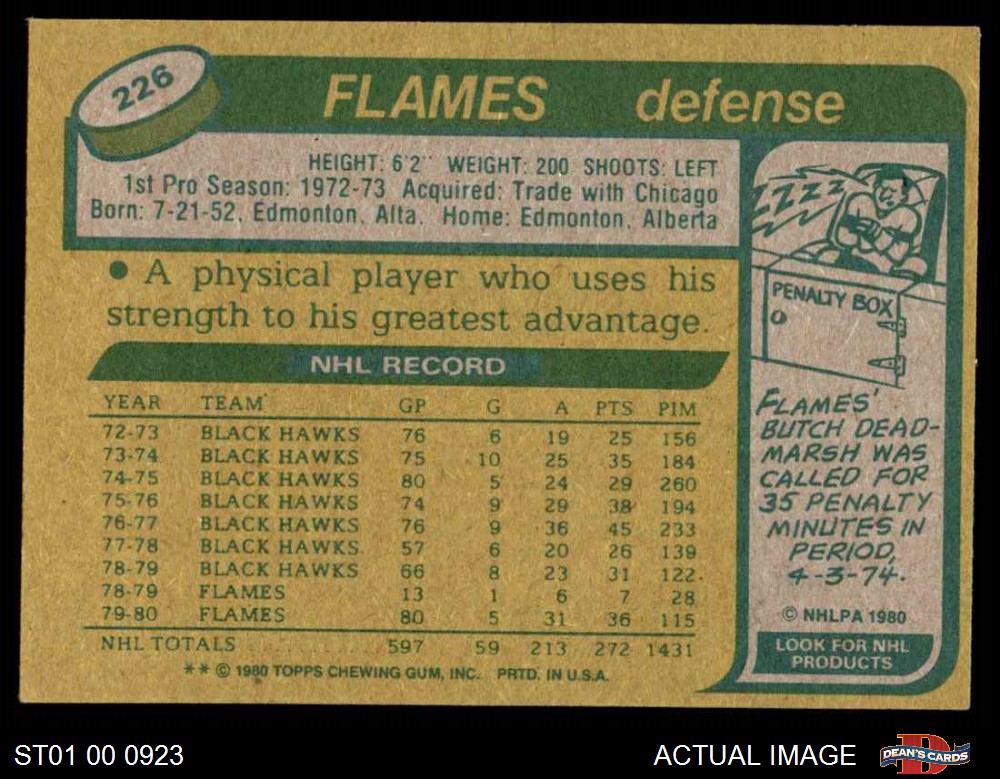 226
FLAMES defense
HEIGHT: 6'2" WEIGHT: 200 SHOOTS: LEFT
1st Pro Season: 1972-73 Acquired: Trade with Chicago
Born: 7-21-52, Edmonton, Alta. Home: Edmonton, Alberta
• A physical player who uses his
strength to his greatest advantage.
NHL RECORD
YEAR TEAM GP G A PTS PIM
72-73 BLACK HAWKS 76 6 19 25 156
73-74 BLACK HAWKS 75 10 25 35 184
74-75 BLACK HAWKS 80 5 24 29 260
75-76 BLACK HAWKS 74 9 29 38 194
76-77 BLACK HAWKS 76 9 36 45 233
77-78 BLACK HAWKS 57 6 20 26 139
78-79 BLACK HAWKS 66 8 23 31 122
78-79 FLAMES 13 1 6 7 28
79-80 FLAMES 80 5 31 36 115
NHL TOTALS .......... 597 59 213 272 1431
** © 1980 TOPPS CHEWING GUM, INC. PRTD. IN U.S.A.
ZZZZ
PENALTY BOX
FLAMES'
BUTCH DEAD-
MARSH WAS
CALLED FOR
35 PENALTY
MINUTES IN
PERIOD,
4-3-74.
© NHLPA 1980
LOOK FOR NHL
PRODUCTS
ST01 00 0923
ACTUAL IMAGE
D
DEAN'S CARDS